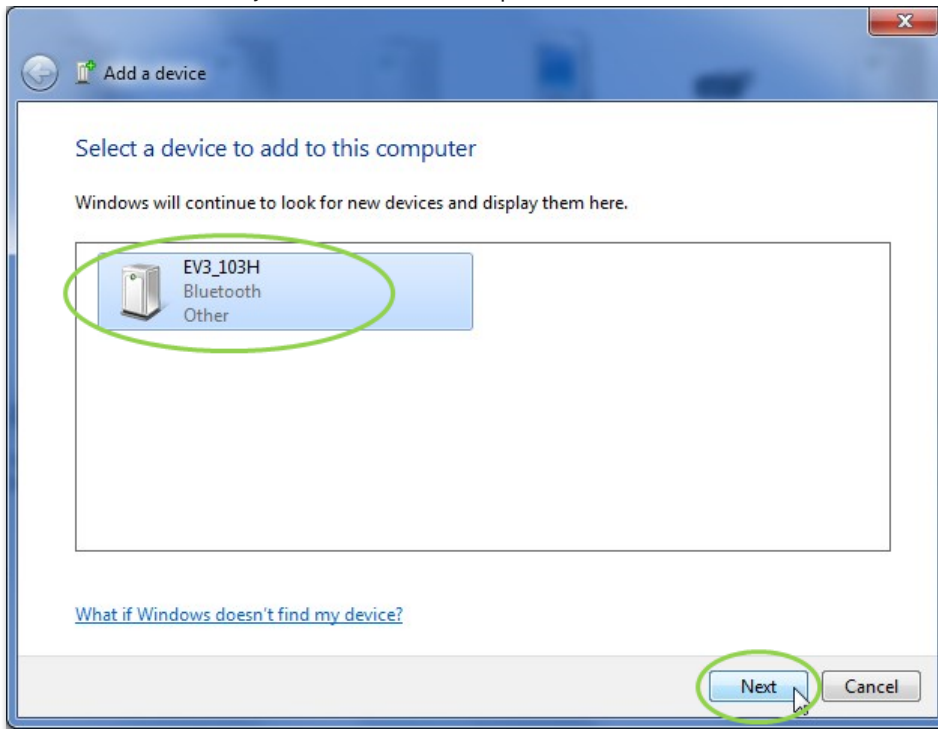 Add a device
Select a device to add to this computer
Windows will continue to look for new devices and display them here.
EV3_103H
Bluetooth
Other
What if Windows doesn't find my device?
Next Cancel